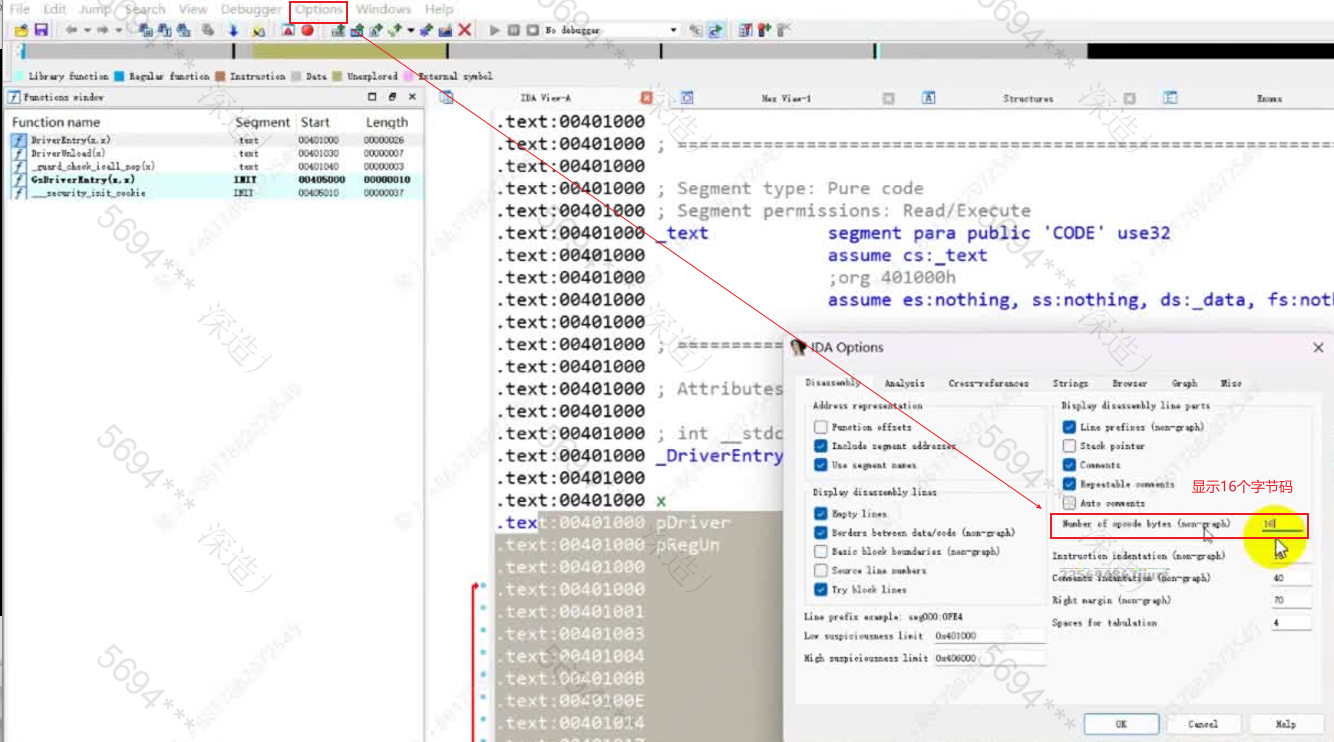 File Edit Jump Search View Debugger Options Windows Help
No debugger
Library function Regular function Instruction Data Unexplored External symbol
Functions window
Function name Segment Start Length
DriverEntry(x,x) .text 00401000 00000026
DriverUnload(x) .text 00401030 00000007
_guard_check_icall_nop(x) .text 00401040 00000003
GsDriverEntry(x,x) INIT 00405000 00000010
___security_init_cookie INIT 00405010 00000037
IDA View-A Hex View-1 Structures Enums
.text:00401000
.text:00401000 ; ========
.text:00401000
.text:00401000 ; Segment type: Pure code
.text:00401000 ; Segment permissions: Read/Execute
.text:00401000 _text segment para public 'CODE' use32
.text:00401000 assume cs:_text
.text:00401000 ;org 401000h
.text:00401000 assume es:nothing, ss:nothing, ds:_data, fs:not
.text:00401000
.text:00401000 ; ===========
.text:00401000
.text:00401000 ; Attributes
.text:00401000
.text:00401000 ; int __stdc
.text:00401000 _DriverEntry
.text:00401000
.text:00401000 x
.text:00401000 pDriver
.text:00401000 pRegUn
.text:00401000
.text:00401000
.text:00401001
.text:00401003
.text:00401004
.text:0040100B
.text:0040100E
.text:00401014
IDA Options
Disassembly Analysis Cross-references Strings Browser Graph Misc
Address representation
Function offsets
Include segment addresses
Use segment names
Display disassembly lines
Empty lines
Borders between data/code (non-graph)
Basic block boundaries (non-graph)
Source line numbers
Try block lines
Line prefix example: seg000:0FE4
Low suspiciousness limit 0x401000
High suspiciousness limit 0x406000
Display disassembly line parts
Line prefixes (non-graph)
Stack pointer
Comments
Repeatable comments
Auto comments
显示16个字节码
Number of opcode bytes (non-graph) 16
Instruction indentation (non-graph)
Comments indentation (non-graph) 40
Right margin (non-graph) 70
Spaces for tabulation 4
OK Cancel Help
5694***
深造